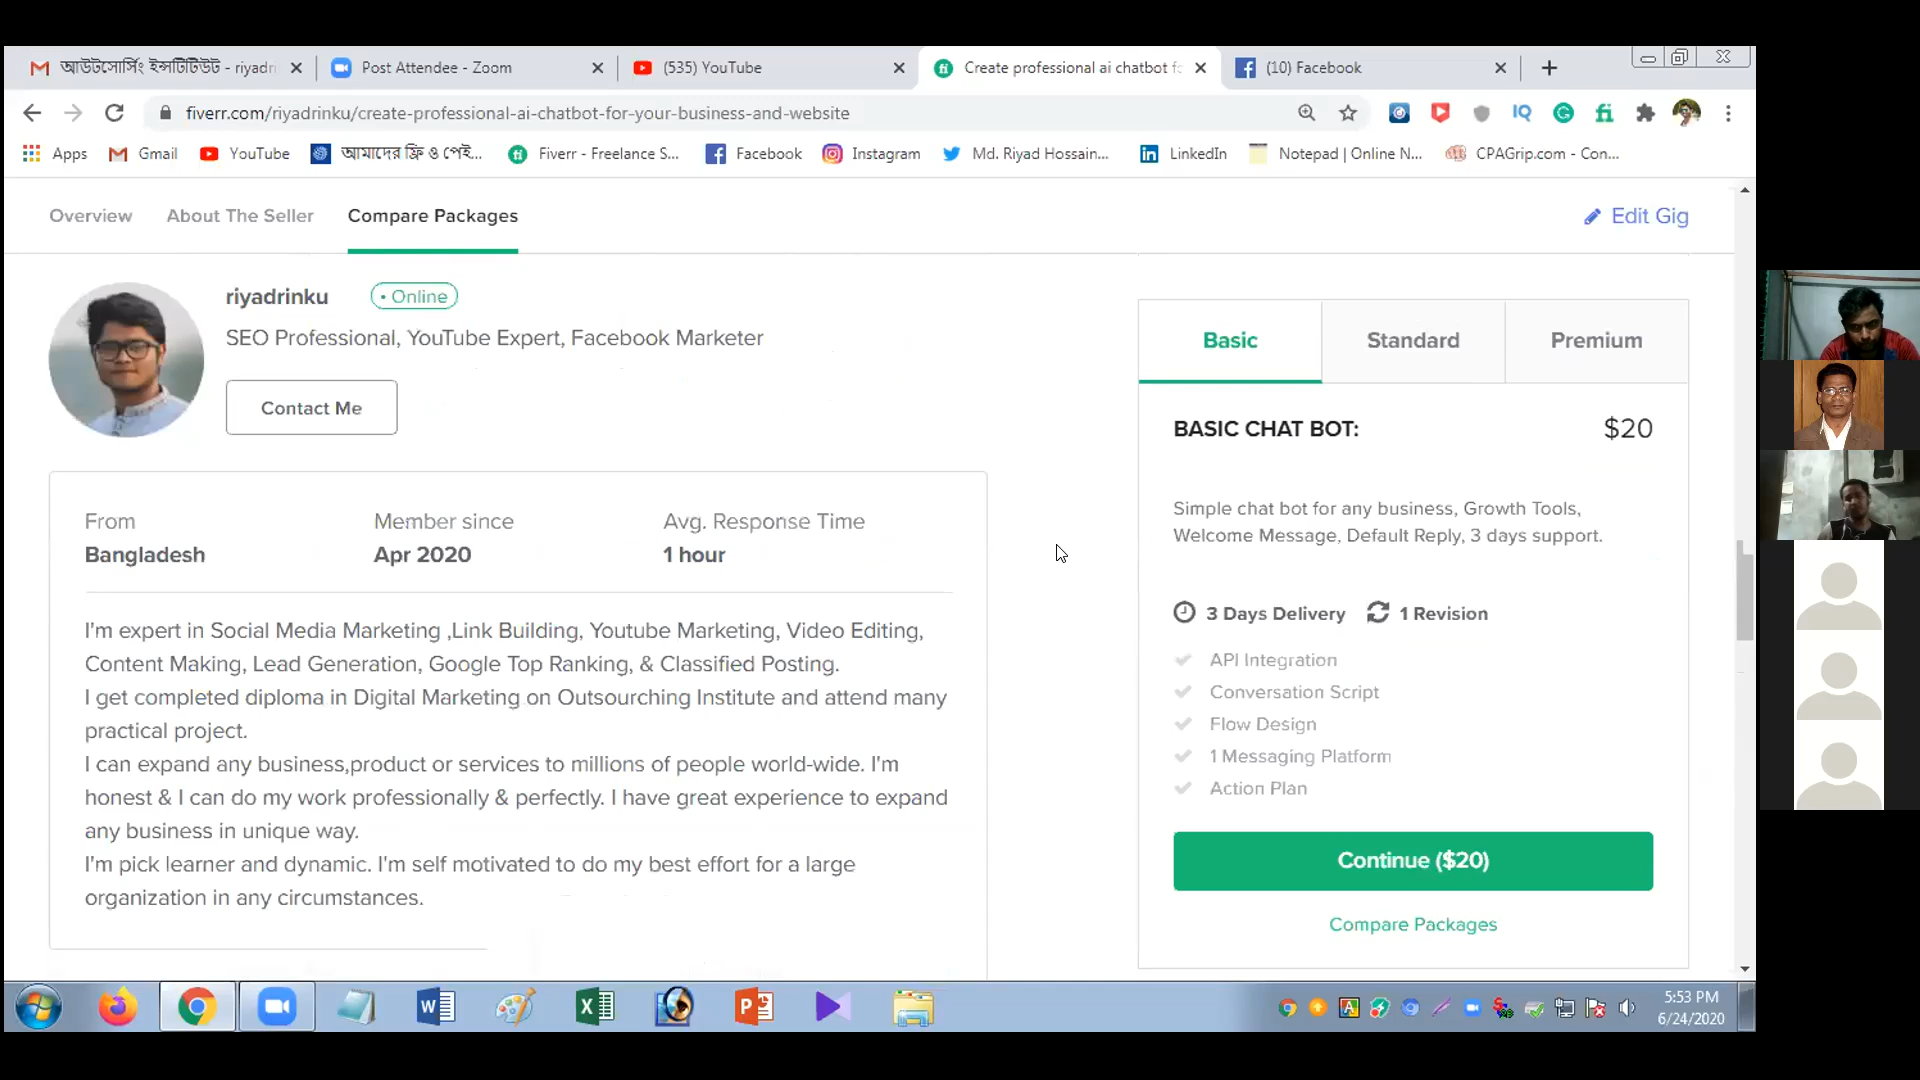 আউটসোর্সিং ইন্সটিটিউট - riyadri
Post Attendee - Zoom
(535) YouTube
Create professional ai chatbot fo
(10) Facebook
fiverr.com/riyadrinku/create-professional-ai-chatbot-for-your-business-and-website
Apps
Gmail
YouTube
আমাদের ফ্রি ও পেই...
Fiverr - Freelance S...
Facebook
Instagram
Md. Riyad Hossain...
LinkedIn
Notepad | Online N...
CPAGrip.com - Con...
Overview
About The Seller
Compare Packages
Edit Gig
riyadrinku
• Online
SEO Professional, YouTube Expert, Facebook Marketer
Contact Me
From
Bangladesh
Member since
Apr 2020
Avg. Response Time
1 hour
I'm expert in Social Media Marketing ,Link Building, Youtube Marketing, Video Editing,
Content Making, Lead Generation, Google Top Ranking, & Classified Posting.
I get completed diploma in Digital Marketing on Outsourching Institute and attend many
practical project.
I can expand any business,product or services to millions of people world-wide. I'm
honest & I can do my work professionally & perfectly. I have great experience to expand
any business in unique way.
I'm pick learner and dynamic. I'm self motivated to do my best effort for a large
organization in any circumstances.
Basic
Standard
Premium
BASIC CHAT BOT:
$20
Simple chat bot for any business, Growth Tools,
Welcome Message, Default Reply, 3 days support.
3 Days Delivery
1 Revision
API Integration
Conversation Script
Flow Design
1 Messaging Platform
Action Plan
Continue ($20)
Compare Packages
5:53 PM
6/24/2020